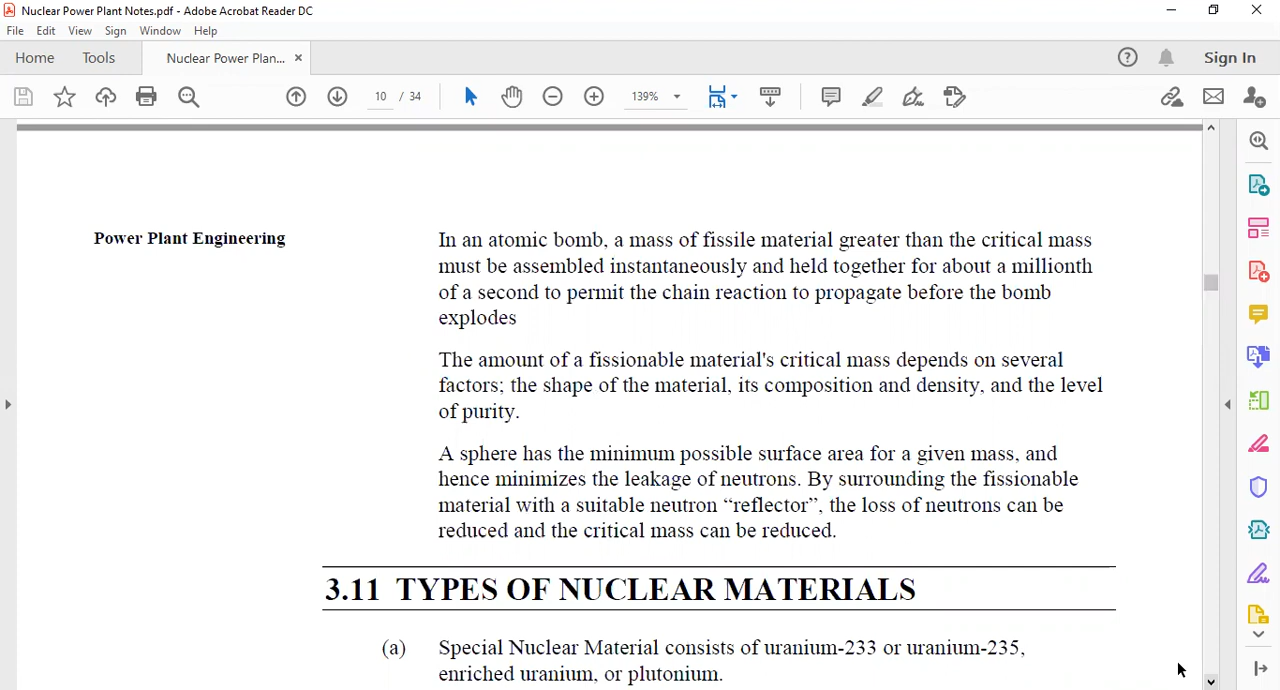 Nuclear Power Plant Notes.pdf - Adobe Acrobat Reader DC
File Edit View Sign Window Help
Home Tools Nuclear Power Plan... × Sign In
10 / 34 139%
Power Plant Engineering
In an atomic bomb, a mass of fissile material greater than the critical mass
must be assembled instantaneously and held together for about a millionth
of a second to permit the chain reaction to propagate before the bomb
explodes
The amount of a fissionable material's critical mass depends on several
factors; the shape of the material, its composition and density, and the level
of purity.
A sphere has the minimum possible surface area for a given mass, and
hence minimizes the leakage of neutrons. By surrounding the fissionable
material with a suitable neutron “reflector”, the loss of neutrons can be
reduced and the critical mass can be reduced.
3.11 TYPES OF NUCLEAR MATERIALS
(a) Special Nuclear Material consists of uranium-233 or uranium-235,
enriched uranium, or plutonium.